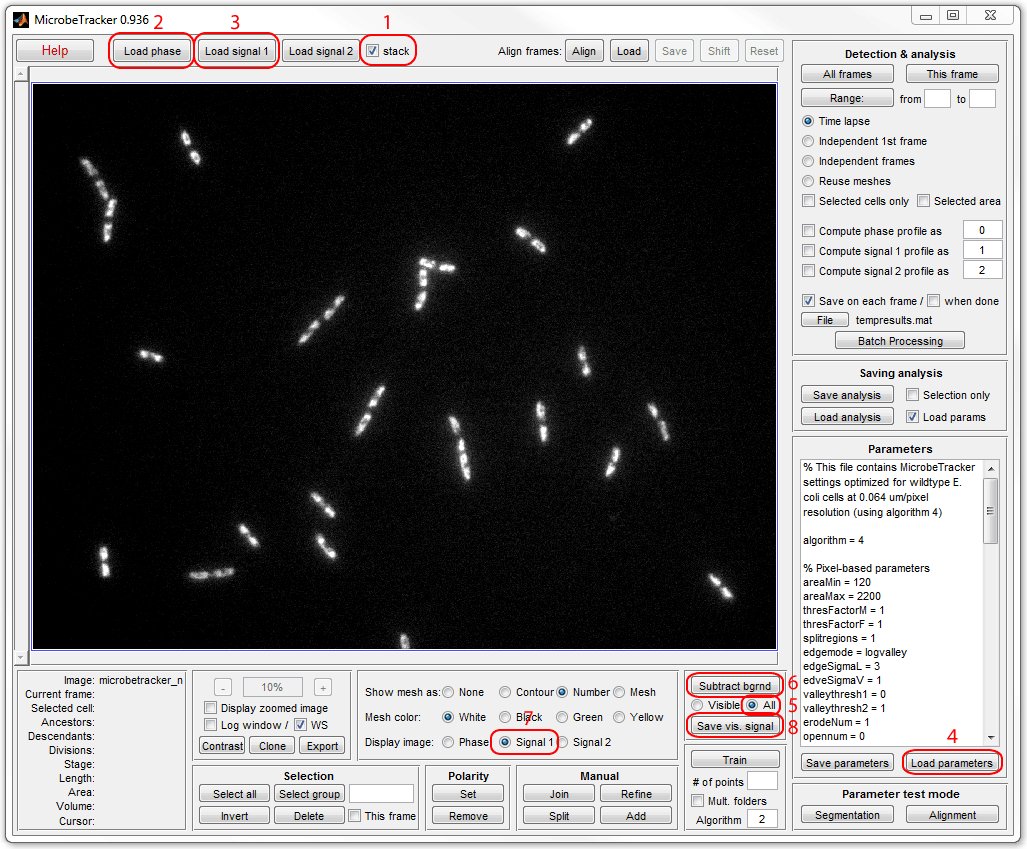 MicrobeTracker 0.936
2 3 1
Help Load phase Load signal 1 Load signal 2 stack Align frames: Align Load Save Shift Reset
Detection & analysis
All frames This frame
Range: from to
Time lapse
Independent 1st frame
Independent frames
Reuse meshes
Selected cells only Selected area
Compute phase profile as 0
Compute signal 1 profile as 1
Compute signal 2 profile as 2
Save on each frame / when done
File tempresults.mat
Batch Processing
Saving analysis
Save analysis Selection only
Load analysis Load params
Parameters
% This file contains MicrobeTracker
settings optimized for wildtype E.
coli cells at 0.064 um/pixel
resolution (using algorithm 4)
algorithm = 4
% Pixel-based parameters
areaMin = 120
areaMax = 2200
thresFactorM = 1
thresFactorF = 1
splitregions = 1
edgemode = logvalley
edgeSigmaL = 3
edveSigmaV = 1
valleythresh1 = 0
valleythresh2 = 1
erodeNum = 1
opennum = 0
4
Save parameters Load parameters
Parameter test mode
Segmentation Alignment
Image: microbetracker_n
Current frame:
Selected cell:
Ancestors:
Descendants:
Divisions:
Stage:
Length:
Area:
Volume:
Cursor:
- 10% +
Display zoomed image
Log window / WS
Contrast Clone Export
Show mesh as: None Contour Number Mesh
Mesh color: White Black Green Yellow
7
Display image: Phase Signal 1 Signal 2
Subtract bgrnd 6
Visible All 5
Save vis. signal 8
Selection
Select all Select group
Invert Delete This frame
Polarity
Set
Remove
Manual
Join Refine
Split Add
Train
# of points
Mult. folders
Algorithm 2